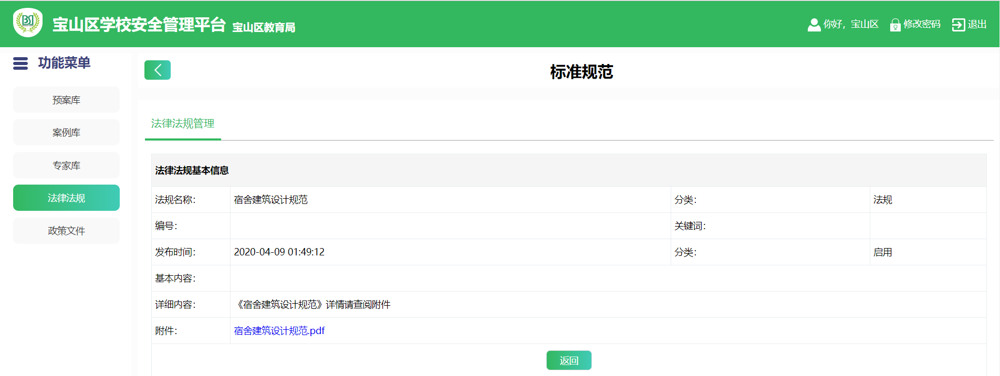 宝山区学校安全管理平台 宝山区教育局
你好，宝山区 修改密码 退出
功能菜单
标准规范
预案库
案例库
专家库
法律法规
政策文件
法律法规管理
法律法规基本信息
法规名称： 宿舍建筑设计规范 分类： 法规
编号： 关键词：
发布时间： 2020-04-09 01:49:12 分类： 启用
基本内容：
详细内容： 《宿舍建筑设计规范》详情请查阅附件
附件： 宿舍建筑设计规范.pdf
返回